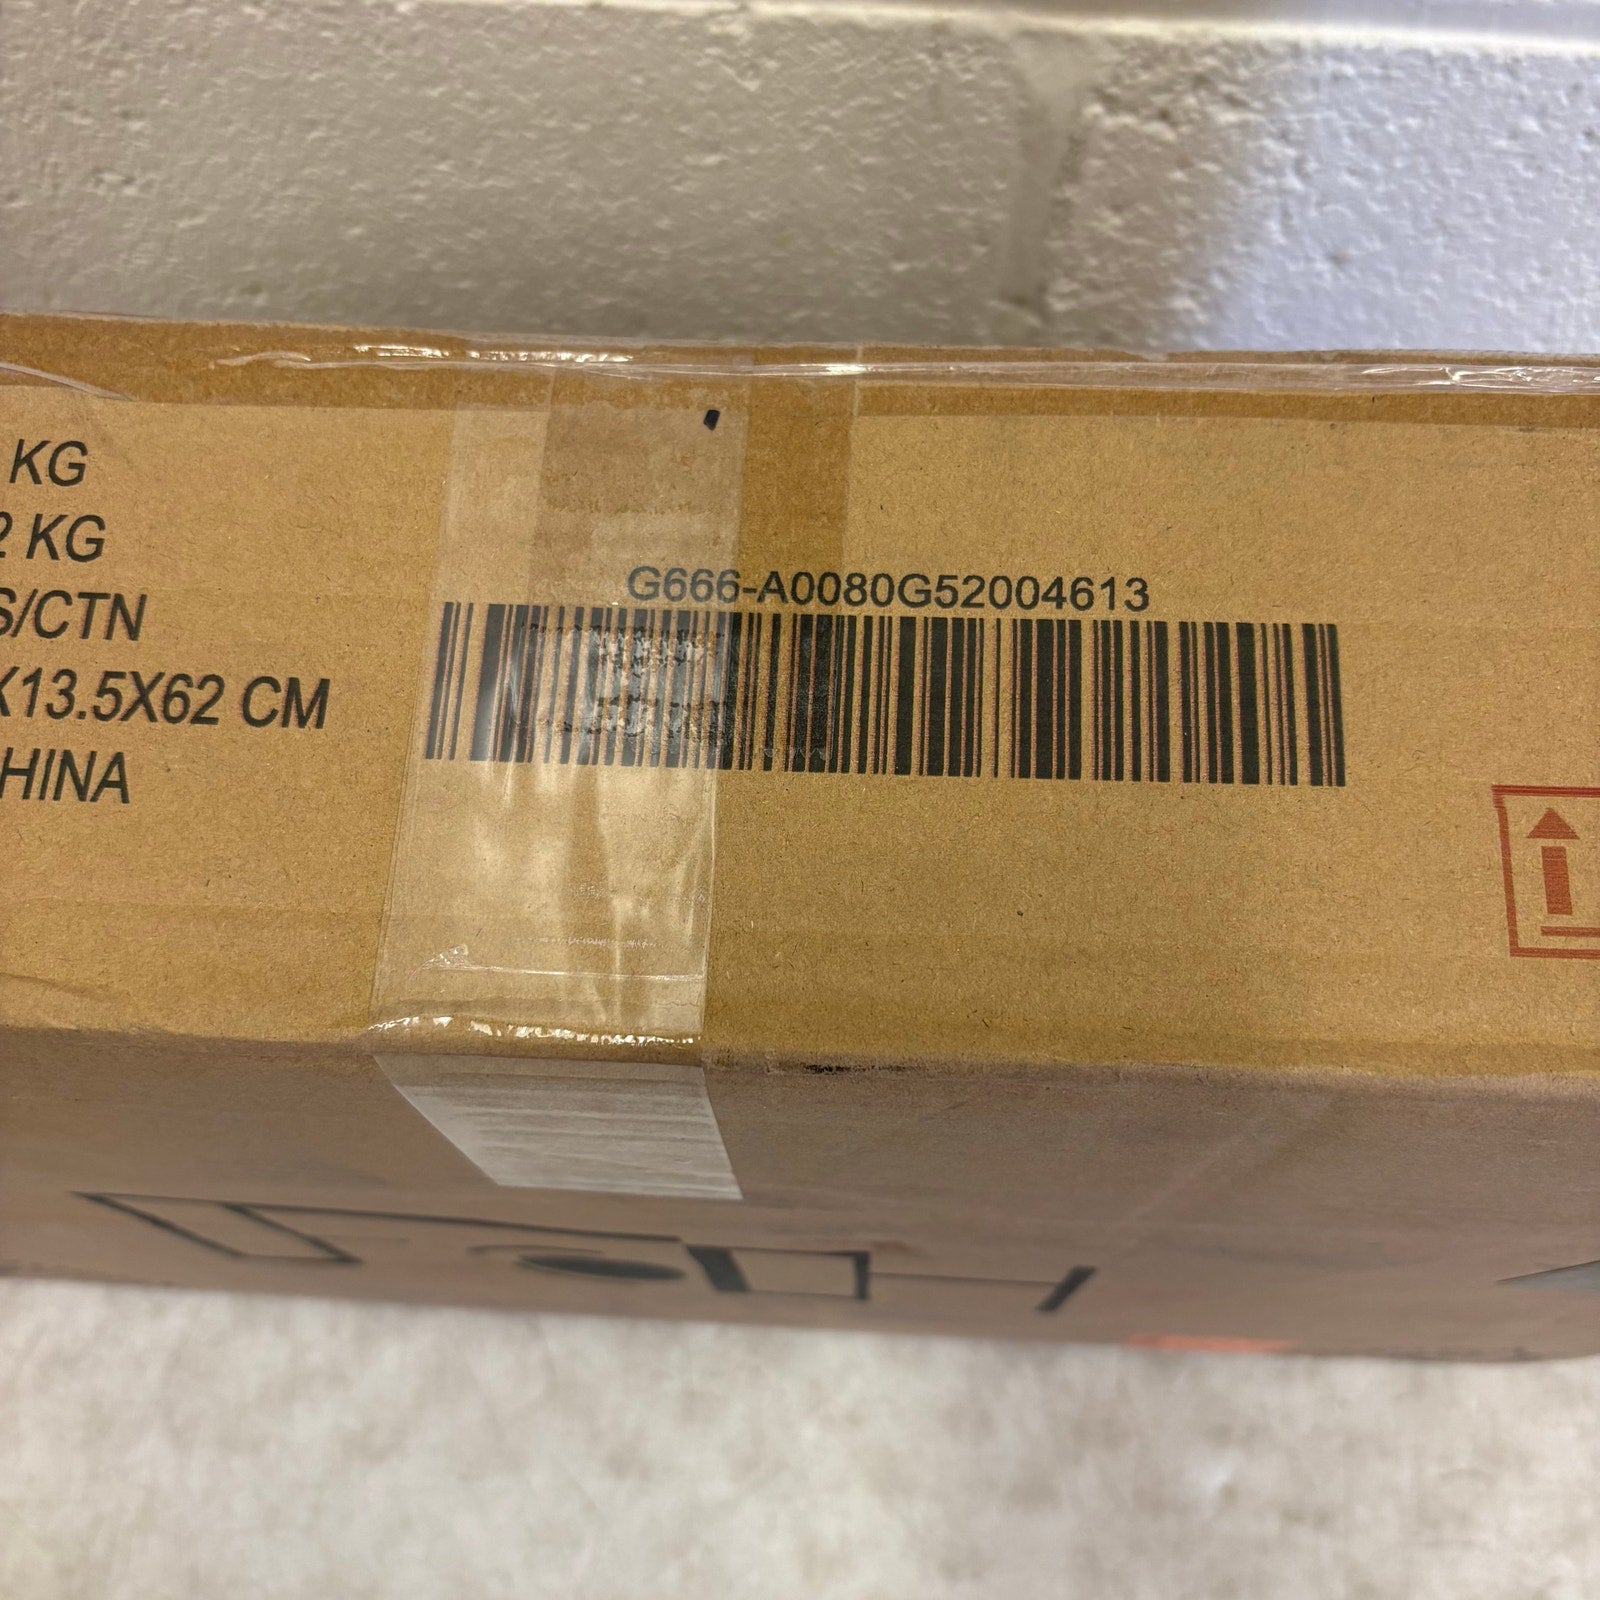 KG
2 KG
S/CTN
X13.5X62 CM
HINA
G666-A0080G52004613